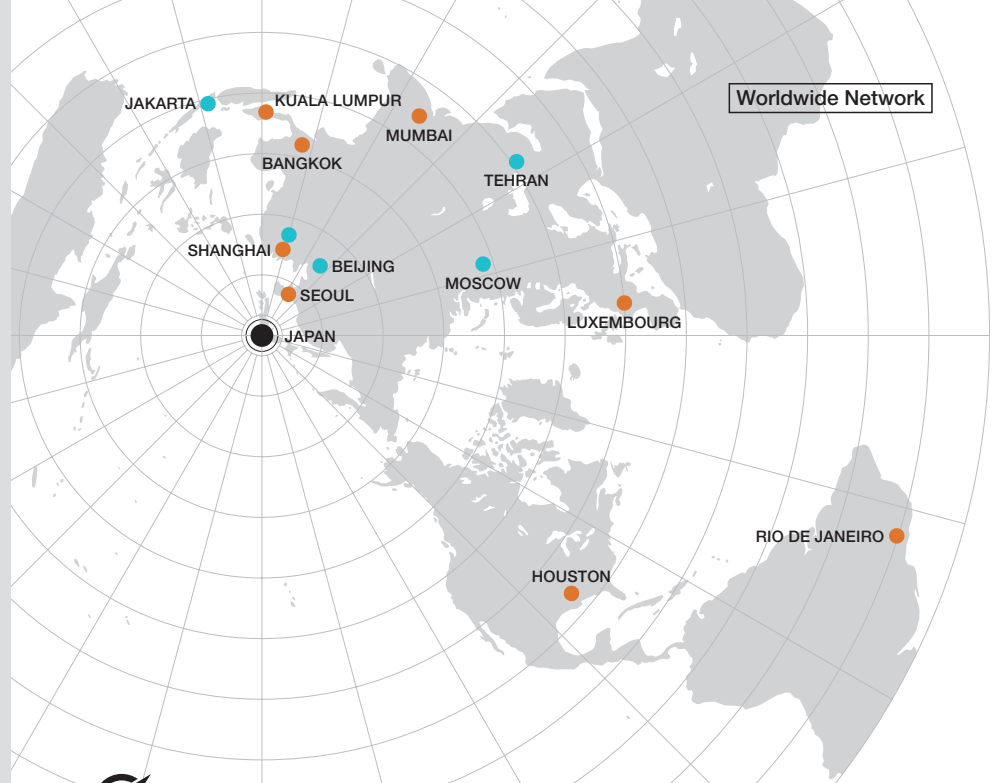 Worldwide Network
JAKARTA
KUALA LUMPUR
MUMBAI
BANGKOK
TEHRAN
SHANGHAI
BEIJING
MOSCOW
SEOUL
LUXEMBOURG
JAPAN
RIO DE JANEIRO
HOUSTON